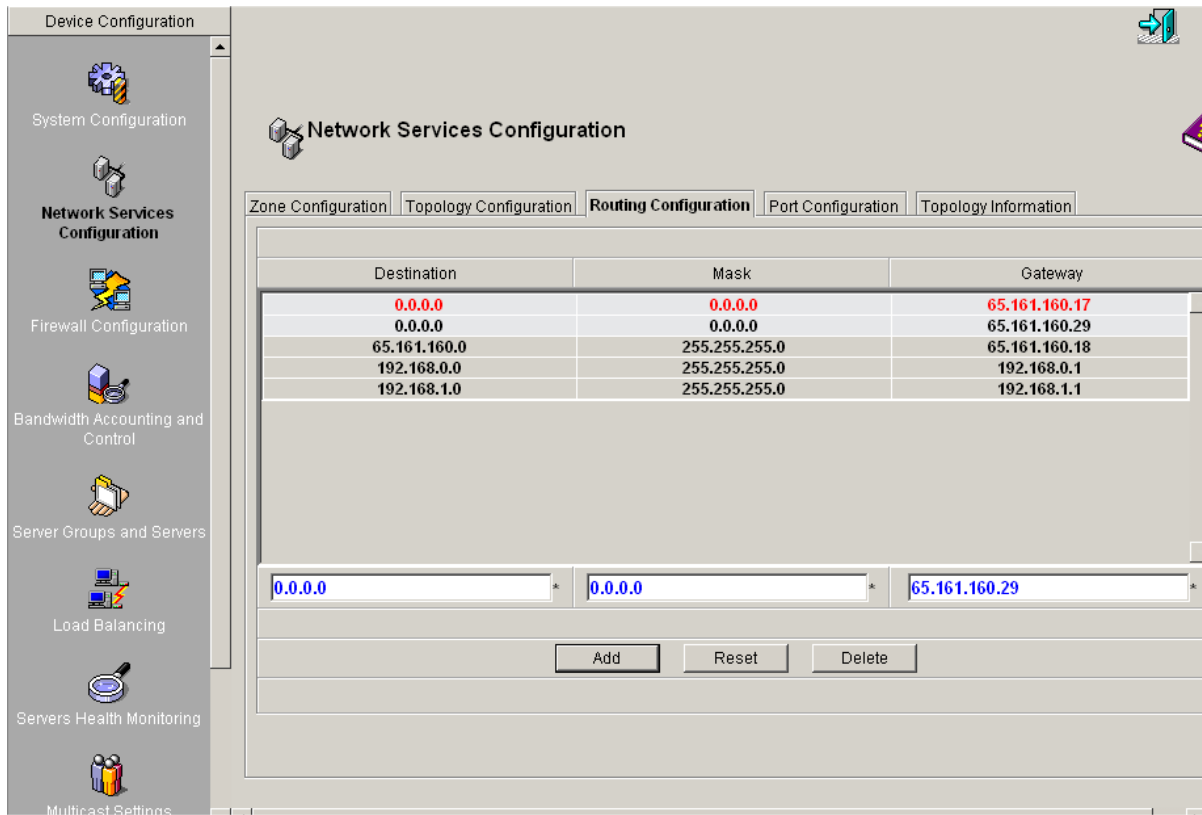 Device Configuration
System Configuration
Network Services
Configuration
Firewall Configuration
Bandwidth Accounting and
Control
Server Groups and Servers
Load Balancing
Servers Health Monitoring
Multicast Settings
Network Services Configuration
Zone Configuration Topology Configuration Routing Configuration Port Configuration Topology Information
Destination Mask Gateway
0.0.0.0 0.0.0.0 65.161.160.17
0.0.0.0 0.0.0.0 65.161.160.29
65.161.160.0 255.255.255.0 65.161.160.18
192.168.0.0 255.255.255.0 192.168.0.1
192.168.1.0 255.255.255.0 192.168.1.1
0.0.0.0 * 0.0.0.0 * 65.161.160.29 *
Add Reset Delete